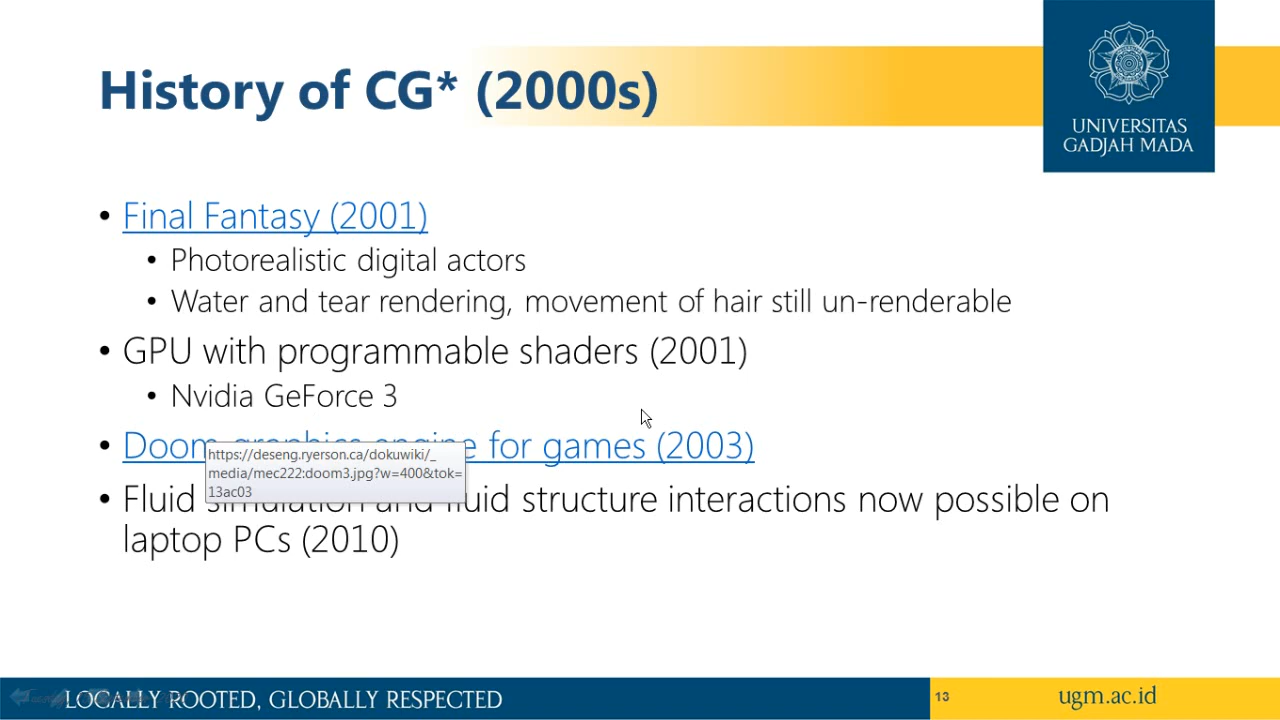 History of CG* (2000s)
UNIVERSITAS
GADJAH MADA
• Final Fantasy (2001)
• Photorealistic digital actors
• Water and tear rendering, movement of hair still un-renderable
• GPU with programmable shaders (2001)
• Nvidia GeForce 3
• Doom graphics engine for games (2003)
https://deseng.ryerson.ca/dokuwiki/_
media/mec222:doom3.jpg?w=400&tok=
13ac03
• Fluid simulation and fluid structure interactions now possible on
laptop PCs (2010)
LOCALLY ROOTED, GLOBALLY RESPECTED
13
ugm.ac.id